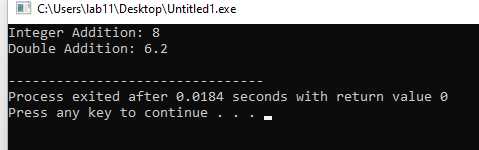 C:\Users\lab11\Desktop\Untitled1.exe
Integer Addition: 8
Double Addition: 6.2
--------------------------------
Process exited after 0.0184 seconds with return value 0
Press any key to continue . . .